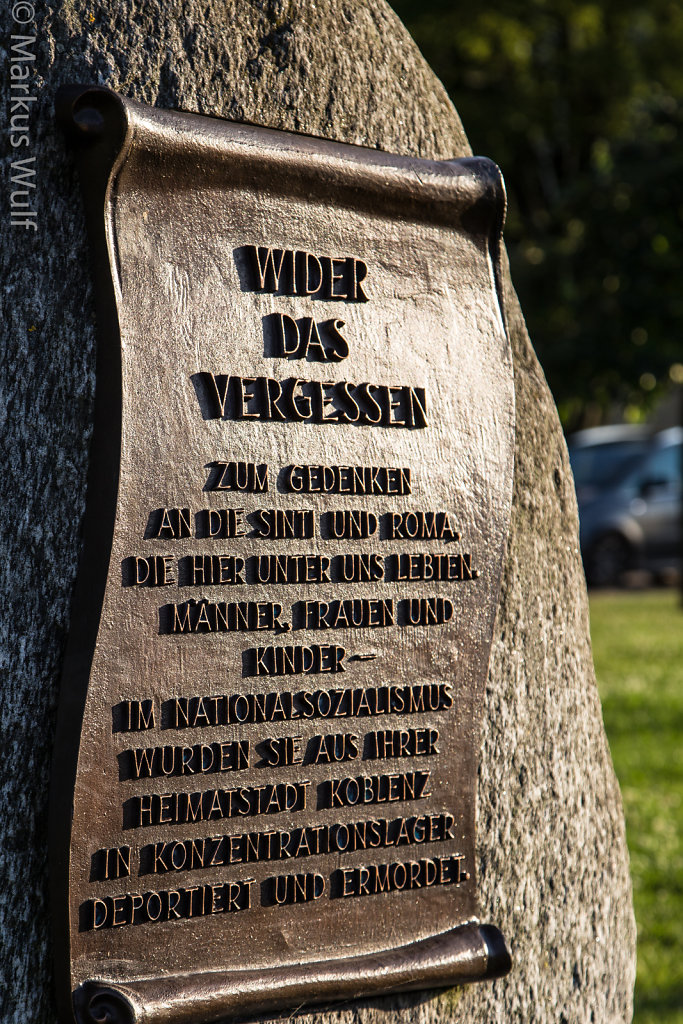 © Markus Wulf
WIDER
DAS
VERGESSEN
ZUM GEDENKEN
AN DIE SINTI UND ROMA,
DIE HIER UNTER UNS LEBTEN.
MÄNNER, FRAUEN UND
KINDER –
IM NATIONALSOZIALISMUS
WURDEN SIE AUS IHRER
HEIMATSTADT KOBLENZ
IN KONZENTRATIONSLAGER
DEPORTIERT UND ERMORDET.